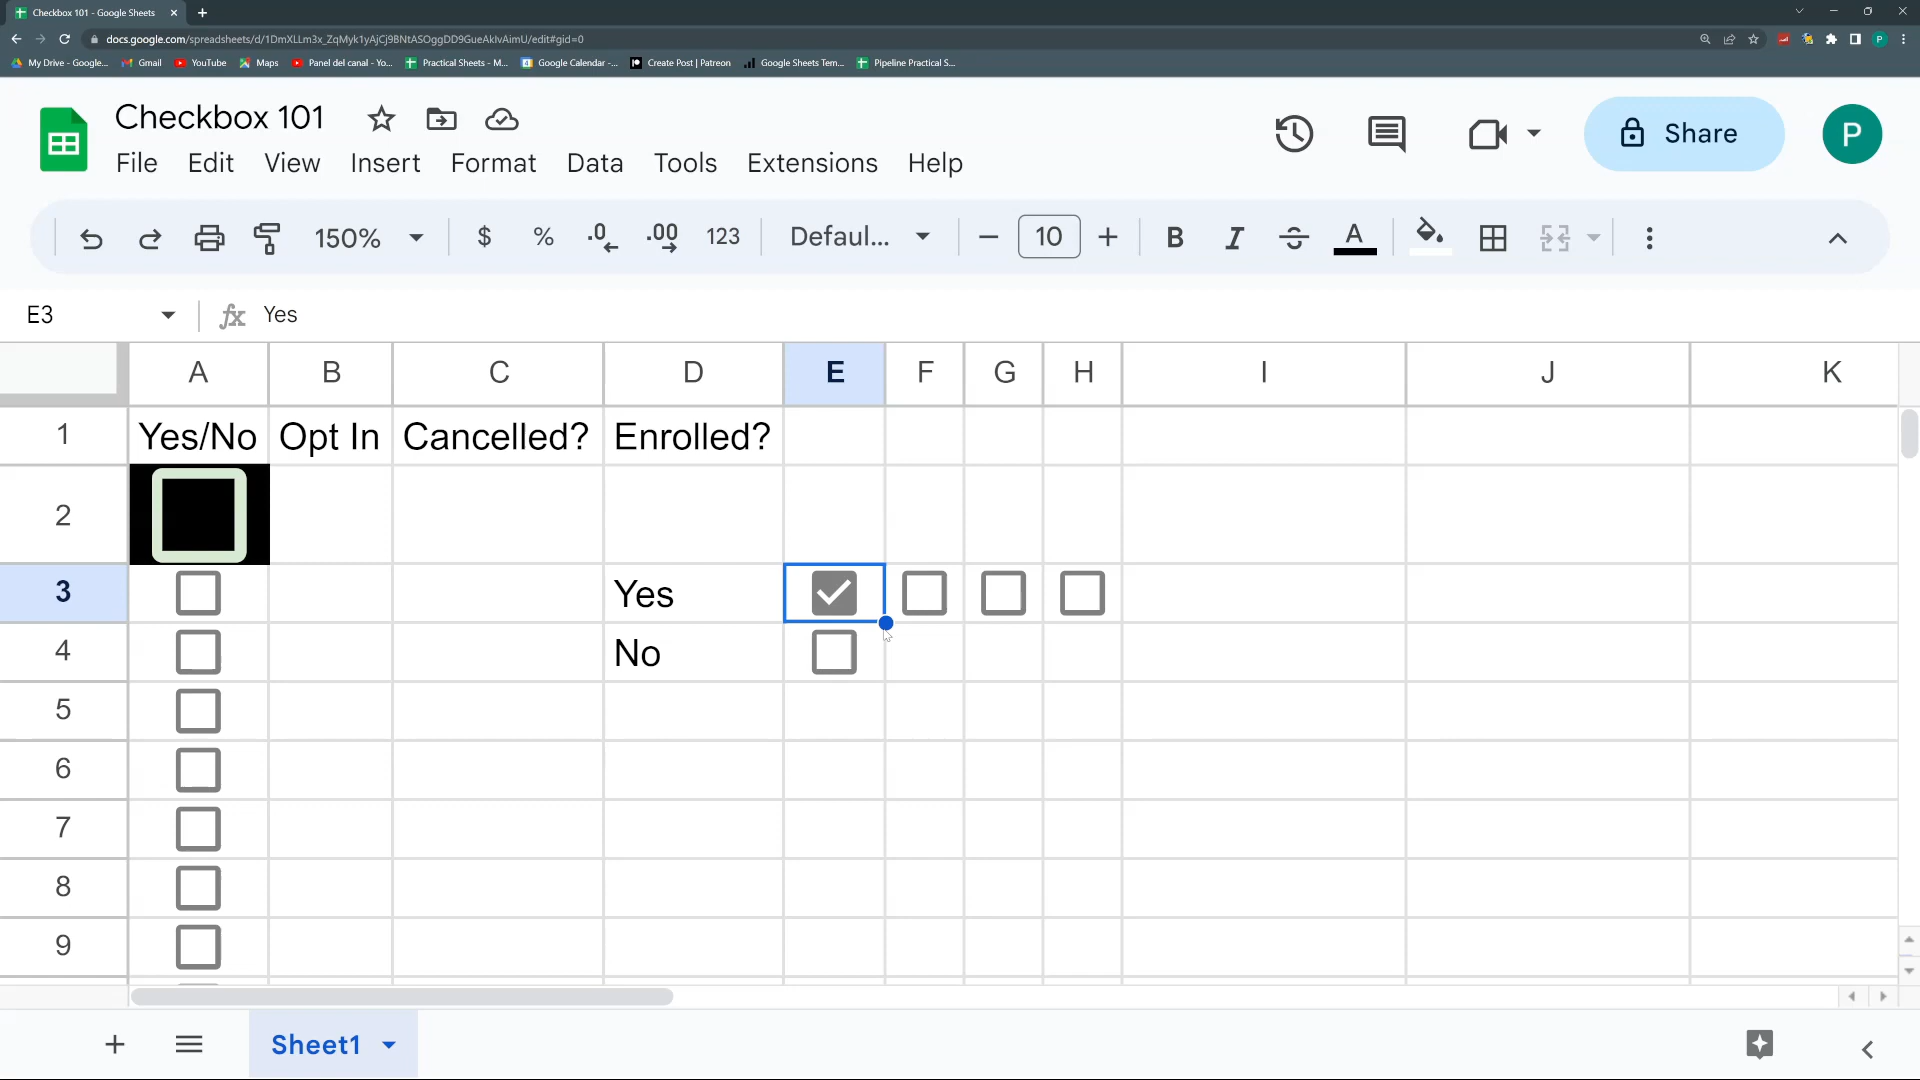 Checkbox 101 - Google Sheets
docs.google.com/spreadsheets/d/1DmXLLm3x_ZqMyk1yAjCj9BNtASOggDD9GueAklvAimU/edit#gid=0
My Drive - Google... Gmail YouTube Maps Panel del canal - Yo... Practical Sheets - M... Google Calendar -... Create Post | Patreon Google Sheets Tem... Pipeline Practical S...
Checkbox 101
Share
P
File Edit View Insert Format Data Tools Extensions Help
150% $ % .0 .00 123 Defaul... 10 B I S A
E3 fx Yes
A B C D E F G H I J K
1 Yes/No Opt In Cancelled? Enrolled?
2
3 Yes
4 No
5
6
7
8
9
Sheet1